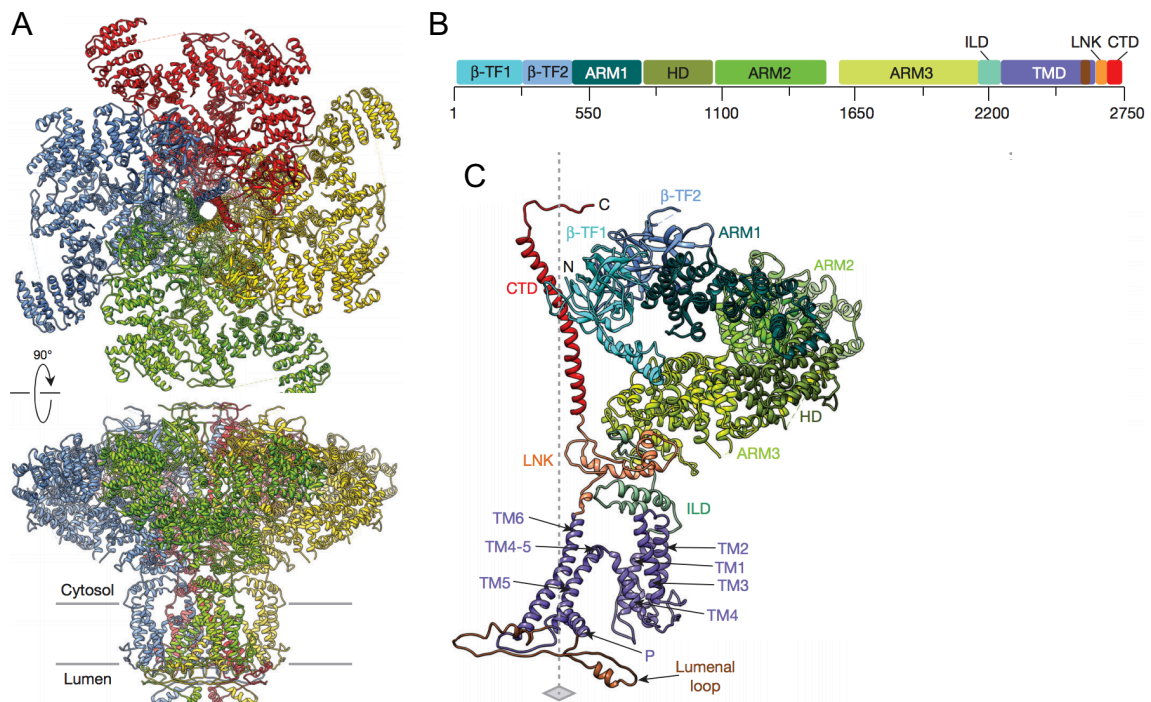 A
90°
Cytosol
Lumen
B
ILD
LNK
CTD
β-TF1
β-TF2
ARM1
HD
ARM2
ARM3
TMD
1
550
1100
1650
2200
2750
C
C
β-TF2
β-TF1
ARM1
N
ARM2
CTD
HD
ARM3
LNK
ILD
TM6
TM4-5
TM2
TM1
TM5
TM3
TM4
P
Lumenal
loop